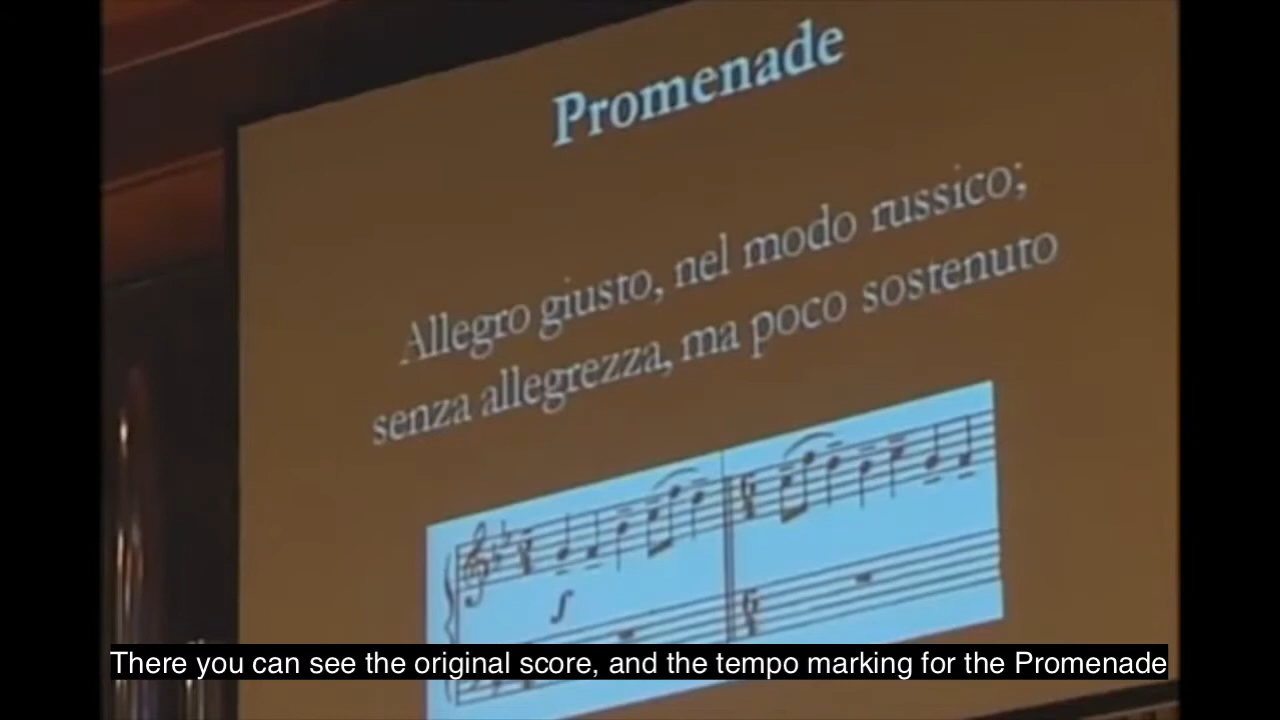 Promenade
Allegro giusto, nel modo russico;
senza allegrezza, ma poco sostenuto
f
There you can see the original score, and the tempo marking for the Promenade